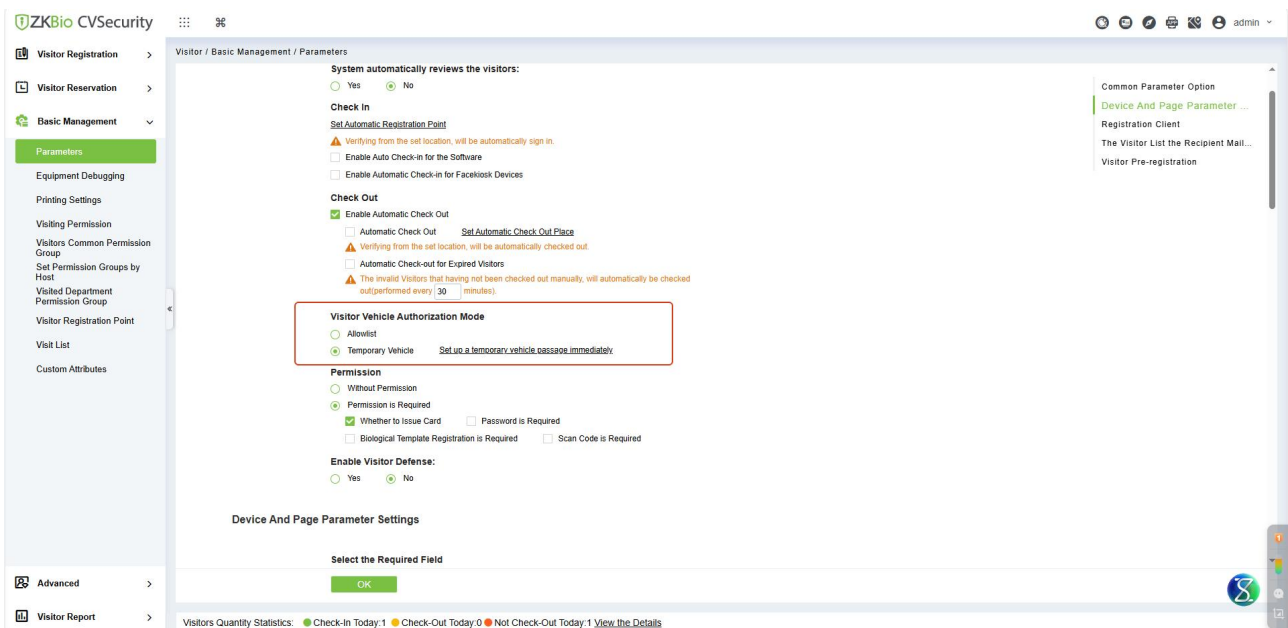 ZKBio CVSecurity
admin
Visitor Registration
Visitor Reservation
Basic Management
Parameters
Equipment Debugging
Printing Settings
Visiting Permission
Visitors Common Permission
Group
Set Permission Groups by
Host
Visited Department
Permission Group
Visitor Registration Point
Visit List
Custom Attributes
Advanced
Visitor Report
Visitor / Basic Management / Parameters
System automatically reviews the visitors:
Yes No
Check In
Set Automatic Registration Point
Verifying from the set location, will be automatically sign in.
Enable Auto Check-in for the Software
Enable Automatic Check-in for Facekiosk Devices
Check Out
Enable Automatic Check Out
Automatic Check Out Set Automatic Check Out Place
Verifying from the set location, will be automatically checked out.
Automatic Check-out for Expired Visitors
The invalid Visitors that having not been checked out manually, will automatically be checked
out(performed every 30 minutes).
Visitor Vehicle Authorization Mode
Allowlist
Temporary Vehicle Set up a temporary vehicle passage immediately
Permission
Without Permission
Permission is Required
Whether to Issue Card Password is Required
Biological Template Registration is Required Scan Code is Required
Enable Visitor Defense:
Yes No
Device And Page Parameter Settings
Select the Required Field
OK
Common Parameter Option
Device And Page Parameter ...
Registration Client
The Visitor List the Recipient Mail...
Visitor Pre-registration
Visitors Quantity Statistics: Check-In Today:1 Check-Out Today:0 Not Check-Out Today:1 View the Details